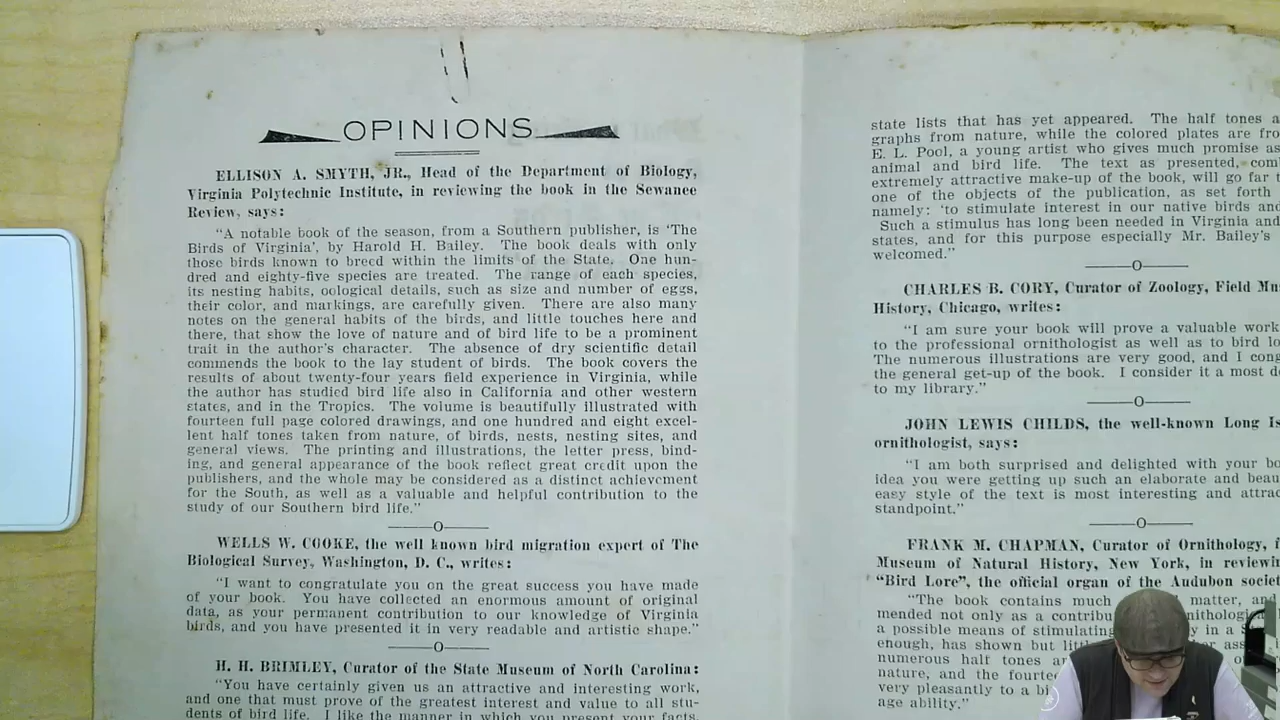 OPINIONS
ELLISON A. SMYTH, JR., Head of the Department of Biology,
Virginia Polytechnic Institute, in reviewing the book in the Sewanee
Review, says:
"A notable book of the season, from a Southern publisher, is 'The
Birds of Virginia', by Harold H. Bailey. The book deals with only
those birds known to breed within the limits of the State. One hun-
dred and eighty-five species are treated. The range of each species,
its nesting habits, oological details, such as size and number of eggs,
their color, and markings, are carefully given. There are also many
notes on the general habits of the birds, and little touches here and
there, that show the love of nature and of bird life to be a prominent
trait in the author's character. The absence of dry scientific detail
commends the book to the lay student of birds. The book covers the
results of about twenty-four years field experience in Virginia, while
the author has studied bird life also in California and other western
states, and in the Tropics. The volume is beautifully illustrated with
fourteen full page colored drawings, and one hundred and eight excel-
lent half tones taken from nature, of birds, nests, nesting sites, and
general views. The printing and illustrations, the letter press, bind-
ing, and general appearance of the book reflect great credit upon the
publishers, and the whole may be considered as a distinct achievement
for the South, as well as a valuable and helpful contribution to the
study of our Southern bird life."
WELLS W. COOKE, the well known bird migration expert of The
Biological Survey, Washington, D. C., writes:
"I want to congratulate you on the great success you have made
of your book. You have collected an enormous amount of original
data, as your permanent contribution to our knowledge of Virginia
birds, and you have presented it in very readable and artistic shape."
H. H. BRIMLEY, Curator of the State Museum of North Carolina:
"You have certainly given us an attractive and interesting work,
and one that must prove of the greatest interest and value to all stu-
dents of bird life. I like the manner in which you present your facts,
state lists that has yet appeared. The half tones
graphs from nature, while the colored plates are
E. L. Pool, a young artist who gives much promise as
animal and bird life. The text as presented,
extremely attractive make-up of the book, will go far
one of the objects of the publication, as set forth
namely: 'to stimulate interest in our native birds
Such a stimulus has long been needed in Virginia
states, and for this purpose especially Mr. Bailey's
welcomed."
CHARLES B. CORY, Curator of Zoology, Field
History, Chicago, writes:
"I am sure your book will prove a valuable work
to the professional ornithologist as well as to bird
The numerous illustrations are very good, and I
the general get-up of the book. I consider it a most
to my library."
JOHN LEWIS CHILDS, the well-known Long
ornithologist, says:
"I am both surprised and delighted with your
idea you were getting up such an elaborate and
easy style of the text is most interesting and
standpoint."
FRANK M. CHAPMAN, Curator of Ornithology,
Museum of Natural History, New York, in
"Bird Lore", the official organ of the Audubon
"The book contains much matter,
mended not only as a
a possible means of stimulating in a
enough, has shown but
numerous half tones
nature, and the
very pleasantly to a
age ability."